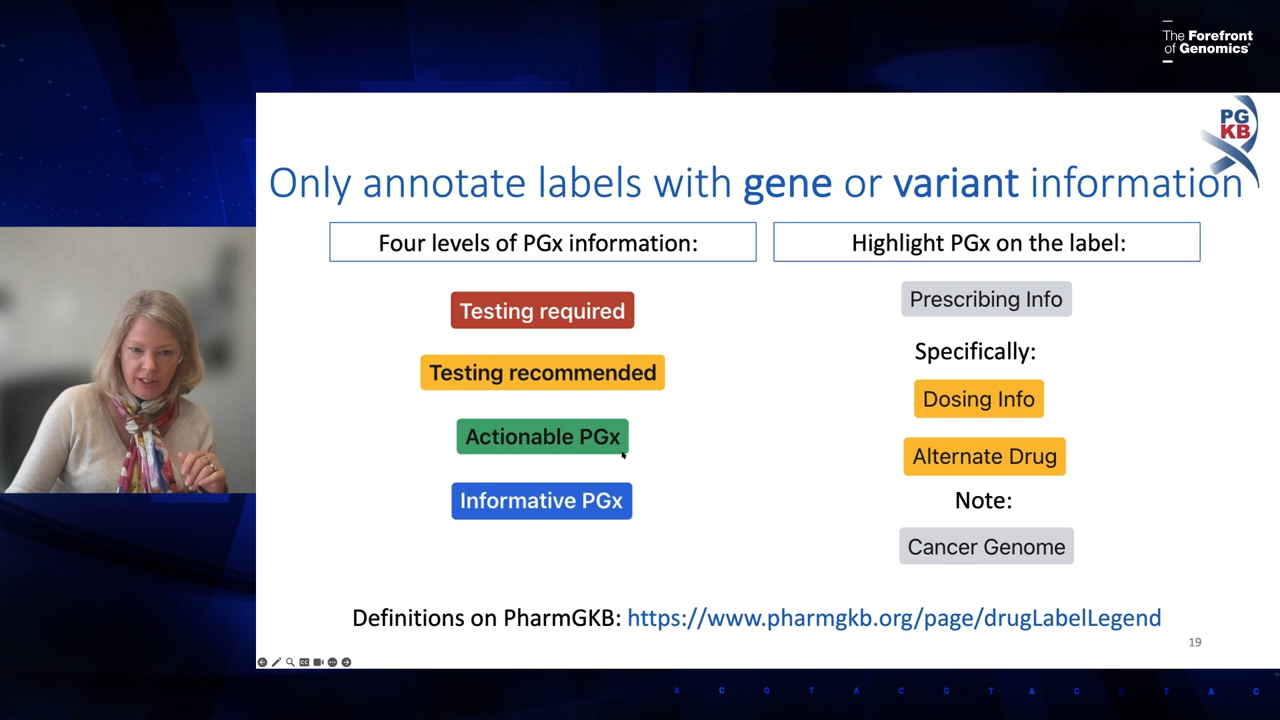 The Forefront
of Genomics®
PG
KB
Only annotate labels with gene or variant information
Four levels of PGx information:
Testing required
Testing recommended
Actionable PGx
Informative PGx
Highlight PGx on the label:
Prescribing Info
Specifically:
Dosing Info
Alternate Drug
Note:
Cancer Genome
Definitions on PharmGKB: https://www.pharmgkb.org/page/drugLabelLegend
19
A C G T A C G T A C G T A C